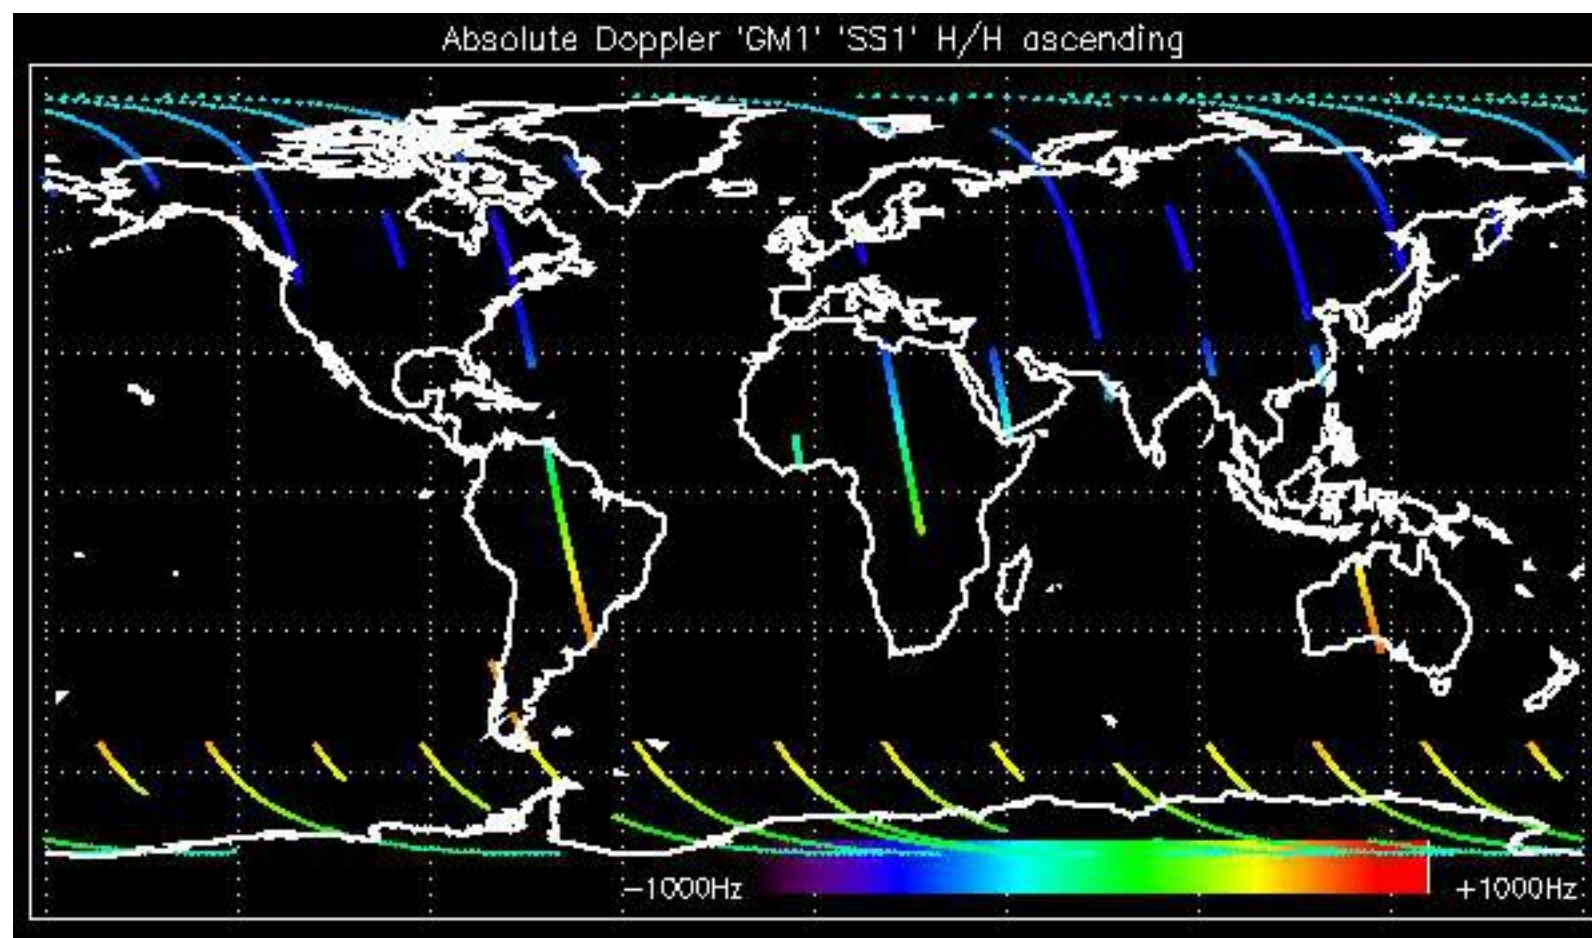 Absolute Doppler 'GM1' 'SS1' H/H ascending
-1000Hz
+1000Hz